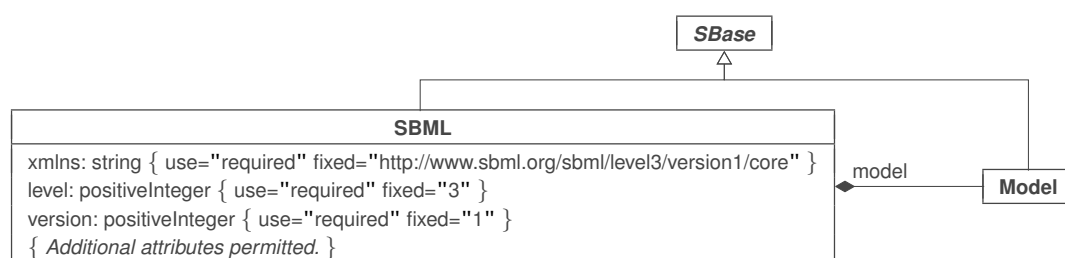 SBase
SBML
xmlns: string { use="required" fixed="http://www.sbml.org/sbml/level3/version1/core" }
level: positiveInteger { use="required" fixed="3" }
version: positiveInteger { use="required" fixed="1" }
{ Additional attributes permitted. }
model
Model